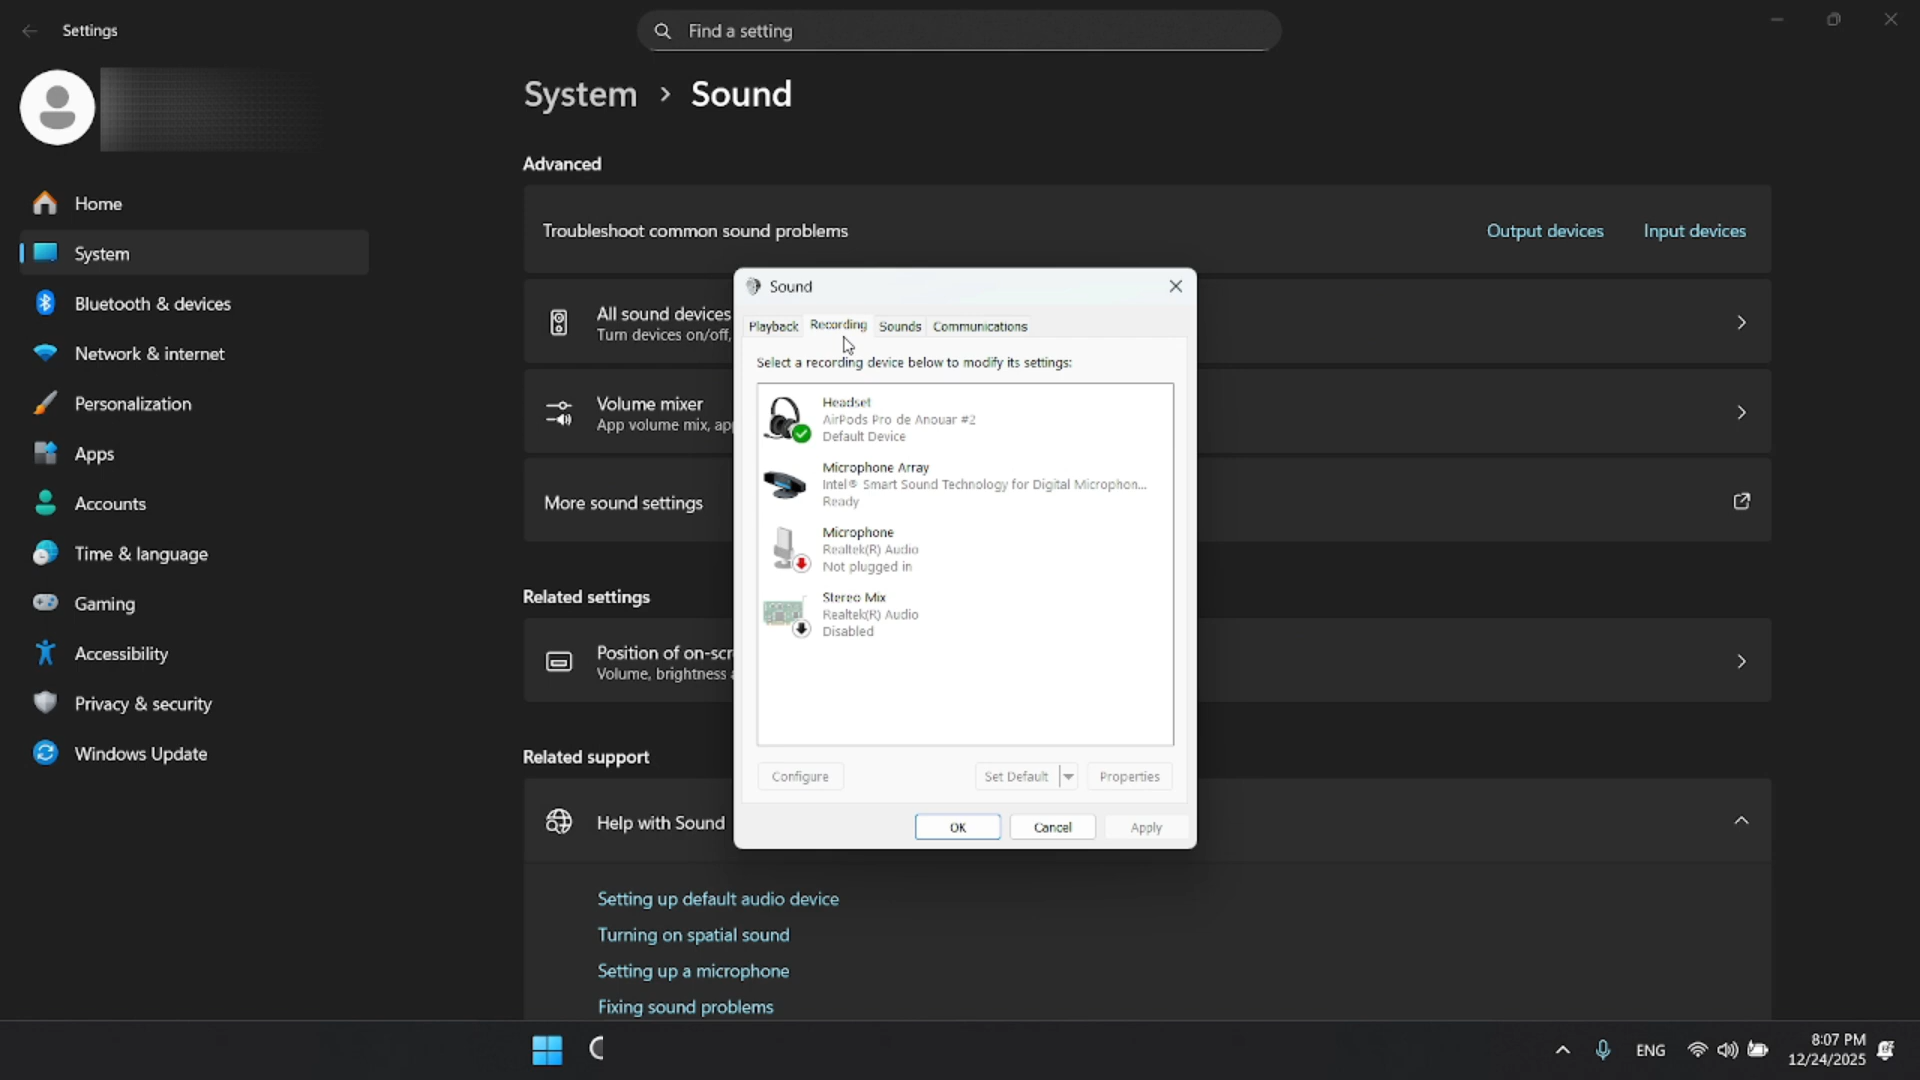 Settings
Find a setting
System > Sound
Home
System
Bluetooth & devices
Network & internet
Personalization
Apps
Accounts
Time & language
Gaming
Accessibility
Privacy & security
Windows Update
Advanced
Troubleshoot common sound problems
Output devices
Input devices
All sound devices
Turn devices on/off,
Volume mixer
App volume mix,
More sound settings
Related settings
Position of on-scr
Volume, brightness
Related support
Help with Sound
Setting up default audio device
Turning on spatial sound
Setting up a microphone
Fixing sound problems
Sound
Playback
Recording
Sounds
Communications
Select a recording device below to modify its settings:
Headset
AirPods Pro de Anouar #2
Default Device
Microphone Array
Intel® Smart Sound Technology for Digital Microphon...
Ready
Microphone
Realtek(R) Audio
Not plugged in
Stereo Mix
Realtek(R) Audio
Disabled
Configure
Set Default
Properties
OK
Cancel
Apply
ENG
8:07 PM
12/24/2025